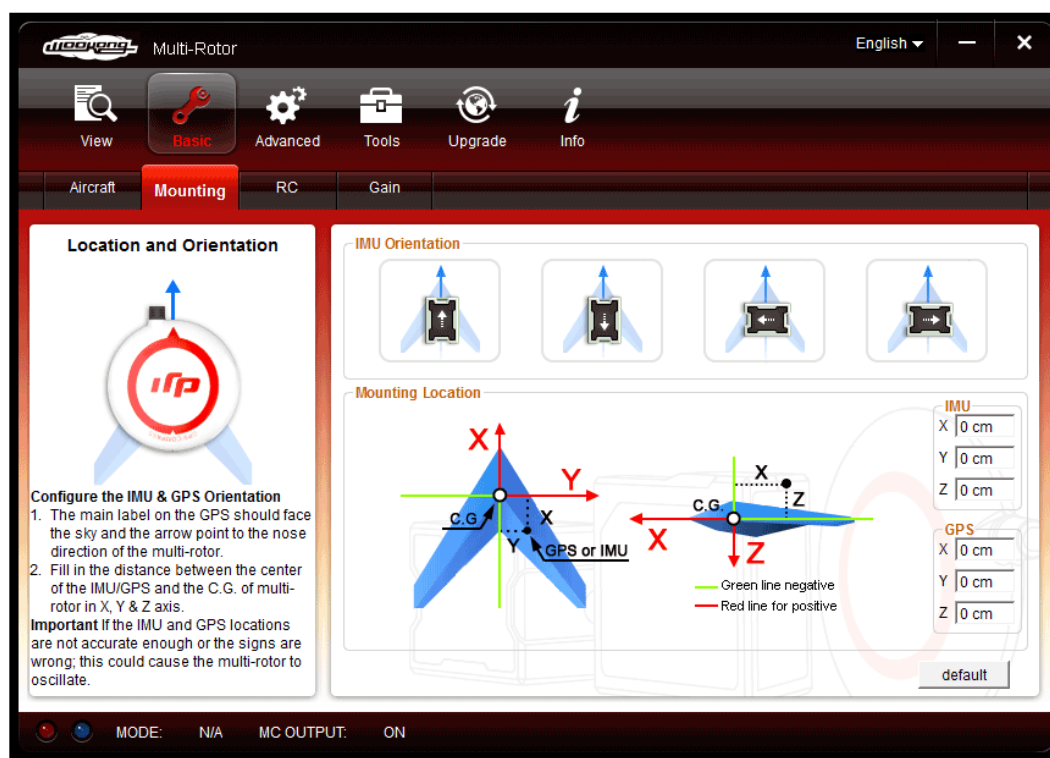 WOOKONG Multi-Rotor English
View Basic Advanced Tools Upgrade Info
Aircraft Mounting RC Gain
Location and Orientation
Configure the IMU & GPS Orientation
1. The main label on the GPS should face
the sky and the arrow point to the nose
direction of the multi-rotor.
2. Fill in the distance between the center
of the IMU/GPS and the C.G. of multi-
rotor in X, Y & Z axis.
Important If the IMU and GPS locations
are not accurate enough or the signs are
wrong; this could cause the multi-rotor to
oscillate.
IMU Orientation
Mounting Location
X
Y
C.G
X
Y
GPS or IMU
X
C.G.
Z
X
Z
Green line negative
Red line for positive
IMU
X 0 cm
Y 0 cm
Z 0 cm
GPS
X 0 cm
Y 0 cm
Z 0 cm
default
MODE: N/A MC OUTPUT: ON